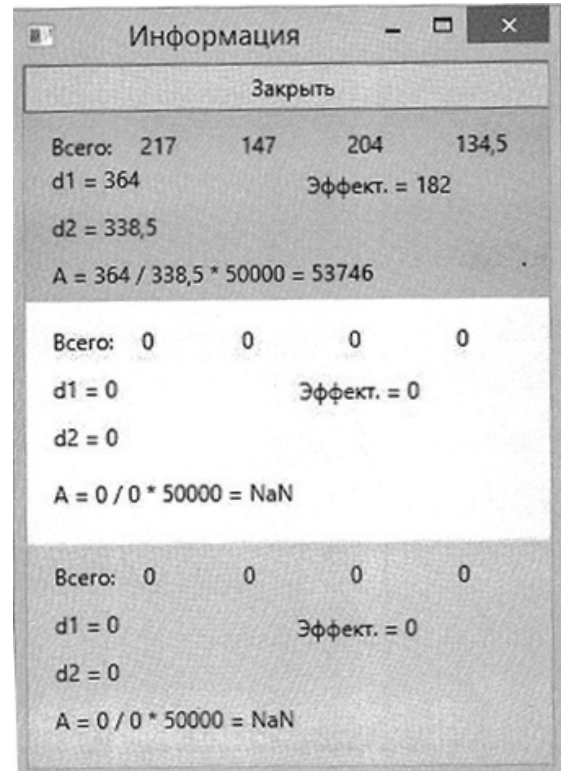 Информация
Закрыть
Всего: 217 147 204 134,5
d1 = 364 Эффект. = 182
d2 = 338,5
A = 364 / 338,5 * 50000 = 53746
Всего: 0 0 0 0
d1 = 0 Эффект. = 0
d2 = 0
A = 0 / 0 * 50000 = NaN
Всего: 0 0 0 0
d1 = 0 Эффект. = 0
d2 = 0
A = 0 / 0 * 50000 = NaN